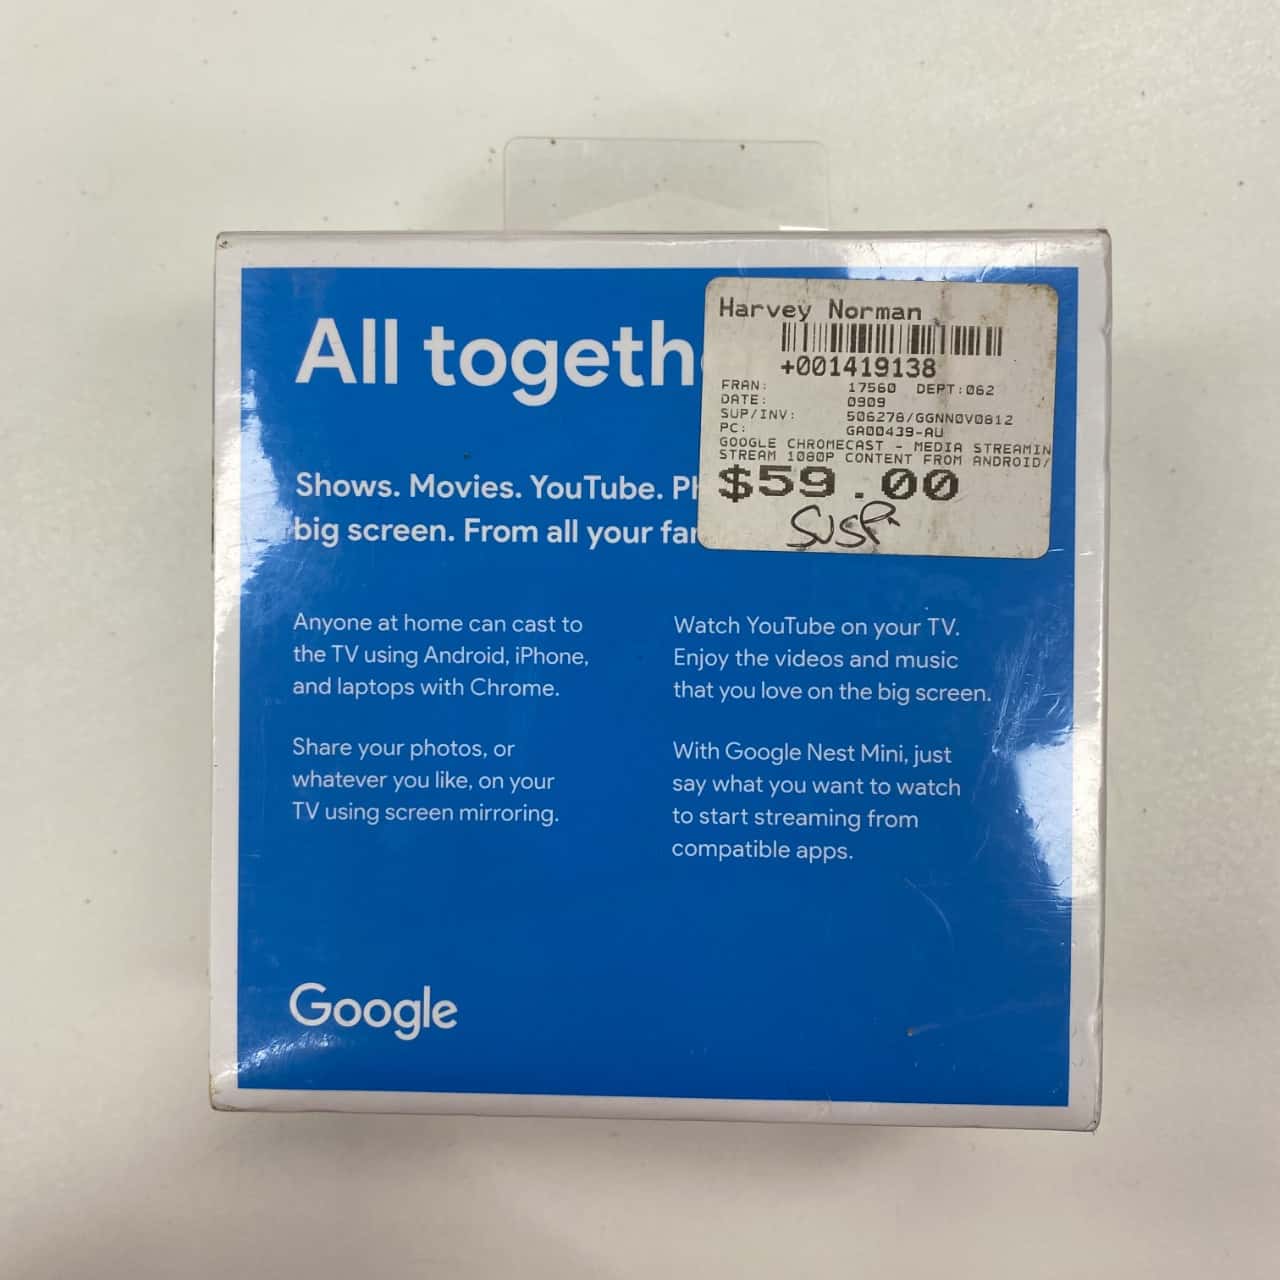 All togeth
Shows. Movies. YouTube. Ph
big screen. From all your fa
Anyone at home can cast to
the TV using Android, iPhone,
and laptops with Chrome.
Share your photos, or
whatever you like, on your
TV using screen mirroring.
Watch YouTube on your TV.
Enjoy the videos and music
that you love on the big screen.
With Google Nest Mini, just
say what you want to watch
to start streaming from
compatible apps.
Google
Harvey Norman
+001419138
FRAN: 17560 DEPT:062
DATE: 0909
SUP/INV: 506278/GGNN0V0812
PC: GA00439-AU
GOOGLE CHROMECAST - MEDIA STREAMIN
STREAM 1080P CONTENT FROM ANDROID/
$59.00
SUSP